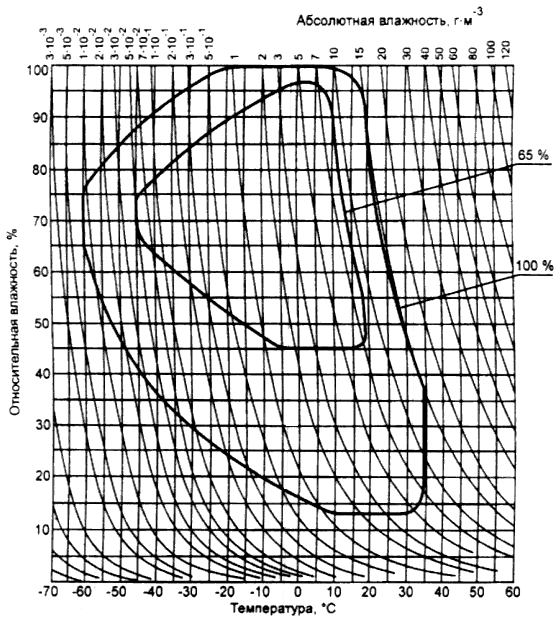 Абсолютная влажность, г·м⁻³
3·10⁻³ 5·10⁻³ 1·10⁻² 2·10⁻² 3·10⁻² 5·10⁻² 7·10⁻² 1·10⁻¹ 2·10⁻¹ 3·10⁻¹ 5·10⁻¹ 1 2 3 5 7 10 15 20 30 40 50 60 80 100 120
Относительная влажность, %
100
90
80
70
60
50
40
30
20
10
65 %
100 %
-70 -60 -50 -40 -30 -20 -10 0 10 20 30 40 50 60
Температура, °C